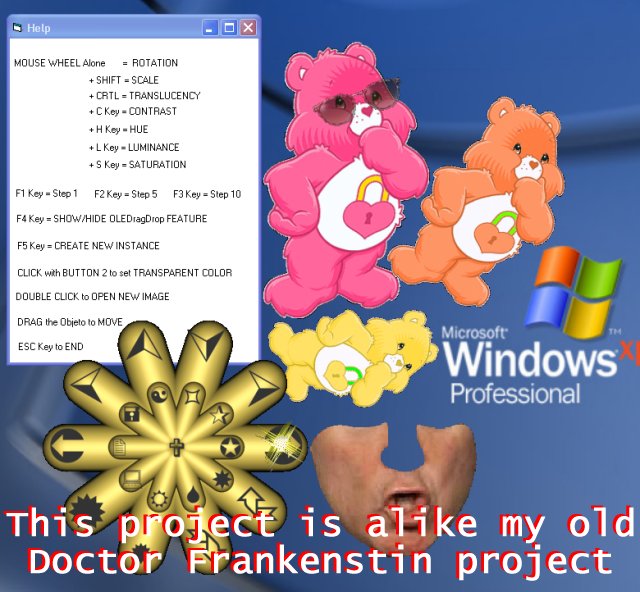 Help
MOUSE WHEEL Alone = ROTATION
+ SHIFT = SCALE
+ CRTL = TRANSLUCENCY
+ C Key = CONTRAST
+ H Key = HUE
+ L Key = LUMINANCE
+ S Key = SATURATION
F1 Key = Step 1 F2 Key = Step 5 F3 Key = Step 10
F4 Key = SHOW/HIDE OLEDragDrop FEATURE
F5 Key = CREATE NEW INSTANCE
CLICK with BUTTON 2 to set TRANSPARENT COLOR
DOUBLE CLICK to OPEN NEW IMAGE
DRAG the Objeto to MOVE
ESC Key to END
Microsoft
TM
Windows xp
Professional
This project is alike my old
Doctor Frankenstin project